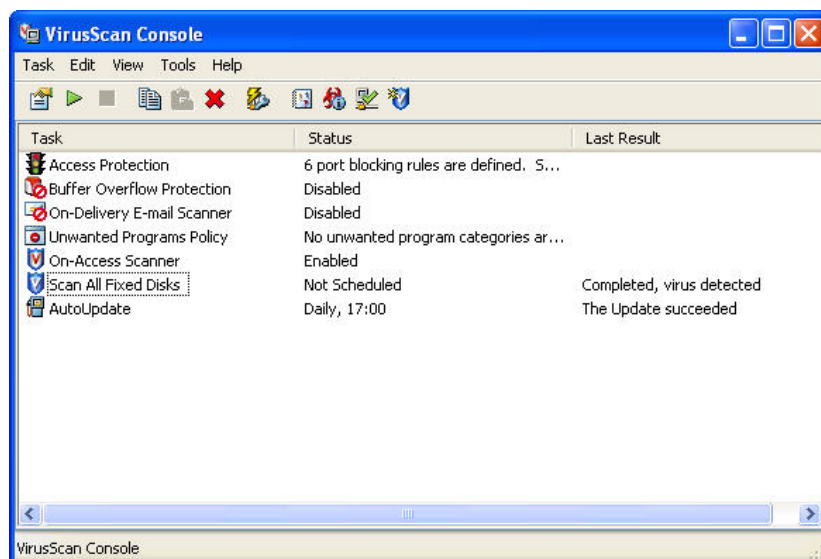 VirusScan Console
Task Edit View Tools Help
Task Status Last Result
Access Protection 6 port blocking rules are defined. S...
Buffer Overflow Protection Disabled
On-Delivery E-mail Scanner Disabled
Unwanted Programs Policy No unwanted program categories ar...
On-Access Scanner Enabled
Scan All Fixed Disks Not Scheduled Completed, virus detected
AutoUpdate Daily, 17:00 The Update succeeded
VirusScan Console